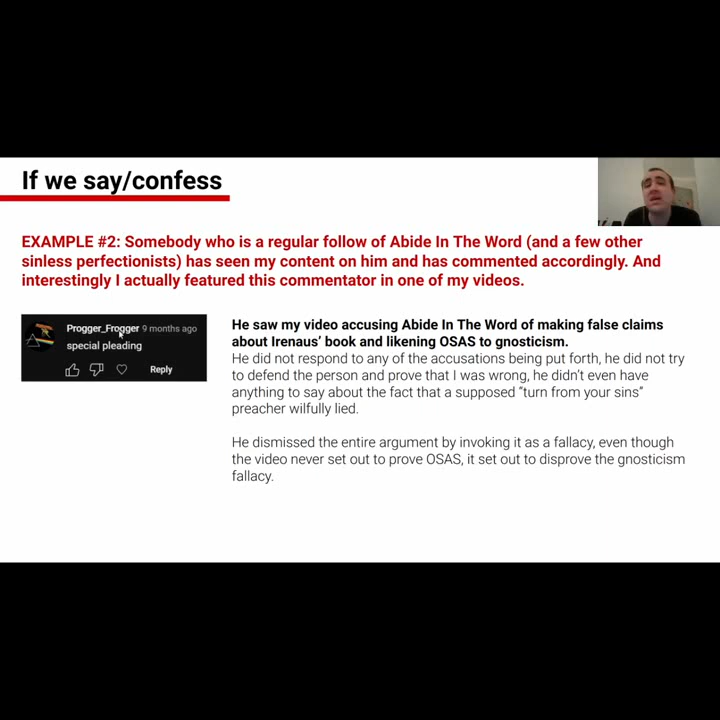 If we say/confess
EXAMPLE #2: Somebody who is a regular follow of Abide In The Word (and a few other
sinless perfectionists) has seen my content on him and has commented accordingly. And
interestingly I actually featured this commentator in one of my videos.
Progger_Frogger 9 months ago
special pleading
Reply
He saw my video accusing Abide In The Word of making false claims
about Irenaus' book and likening OSAS to gnosticism.
He did not respond to any of the accusations being put forth, he did not try
to defend the person and prove that I was wrong, he didn't even have
anything to say about the fact that a supposed “turn from your sins”
preacher wilfully lied.
He dismissed the entire argument by invoking it as a fallacy, even though
the video never set out to prove OSAS, it set out to disprove the gnosticism
fallacy.